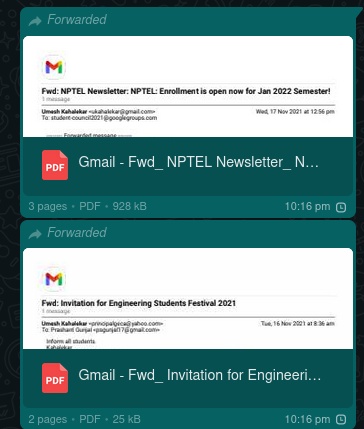 Forwarded
Fwd: NPTEL Newsletter: NPTEL: Enrollment is open now for Jan 2022 Semester!
1 message
Umesh Kahalekar <ukahalekar@gmail.com> Wed, 17 Nov 2021 at 12:56 pm
To: student-council2021@googlegroups.com
---------- Forwarded message ----------
PDF Gmail - Fwd_ NPTEL Newsletter_ N...
3 pages • PDF • 928 kB 10:16 pm
Forwarded
Fwd: Invitation for Engineering Students Festival 2021
1 message
Umesh Kahalekar <principalgeca@yahoo.com> Tue, 16 Nov 2021 at 8:36 am
To: Prashant Gunjal <psgunjal17@gmail.com>
Inform all students.
Kahalekar
PDF Gmail - Fwd_ Invitation for Engineeri...
2 pages • PDF • 25 kB 10:16 pm